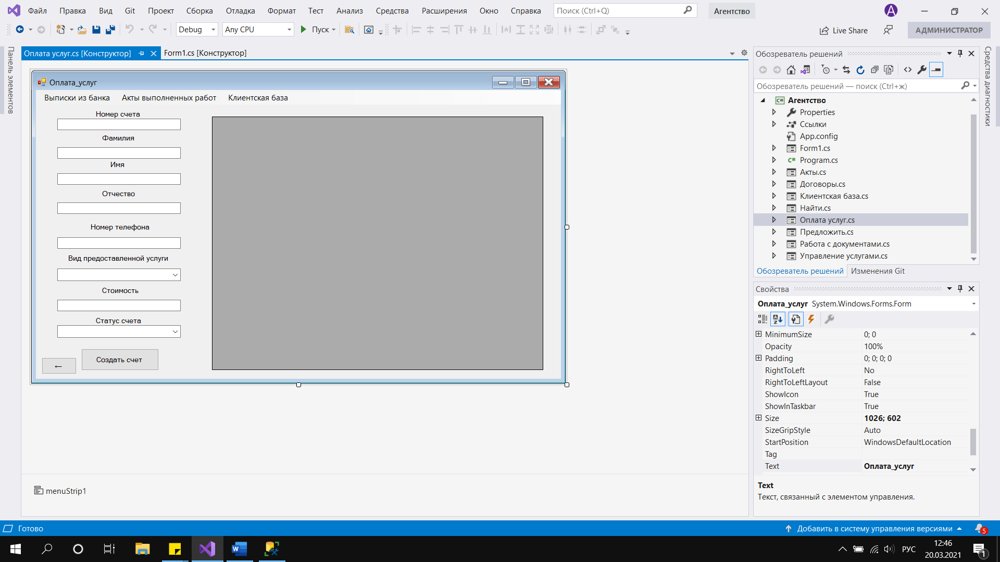 Файл Правка Вид Git Проект Сборка Отладка Формат Тест Анализ Средства Расширения Окно Справка Поиск (Ctrl+Q) Агентство A
Debug Any CPU Пуск Live Share АДМИНИСТРАТОР
Панель элементов
Оплата услуг.cs [Конструктор] Form1.cs [Конструктор]
Оплата_услуг
Выписки из банка Акты выполненных работ Клиентская база
Номер счета
Фамилия
Имя
Отчество
Номер телефона
Вид предоставленной услуги
Стоимость
Статус счета
Создать счет
←
menuStrip1
Обозреватель решений
Обозреватель решений — поиск (Ctrl+ж)
C# Агентство
Properties
Ссылки
App.config
Form1.cs
C# Program.cs
Акты.cs
Договоры.cs
Клиентская база.cs
Найти.cs
Оплата услуг.cs
Предложить.cs
Работа с документами.cs
Управление услугами.cs
Обозреватель решений Изменения Git
Средства диагностики
Свойства
Оплата_услуг System.Windows.Forms.Form
MinimumSize 0; 0
Opacity 100%
Padding 0; 0; 0; 0
RightToLeft No
RightToLeftLayout False
ShowIcon True
ShowInTaskbar True
Size 1026; 602
SizeGripStyle Auto
StartPosition WindowsDefaultLocation
Tag
Text Оплата_услуг
Text
Текст, связанный с элементом управления.
Готово Добавить в систему управления версиями 5
РУС 12:46
20.03.2021 1